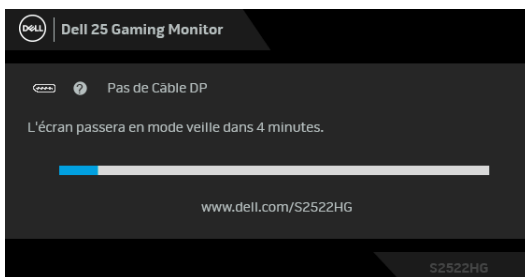 DELL
Dell 25 Gaming Monitor
? Pas de Câble DP
L'écran passera en mode veille dans 4 minutes.
www.dell.com/S2522HG
S2522HG